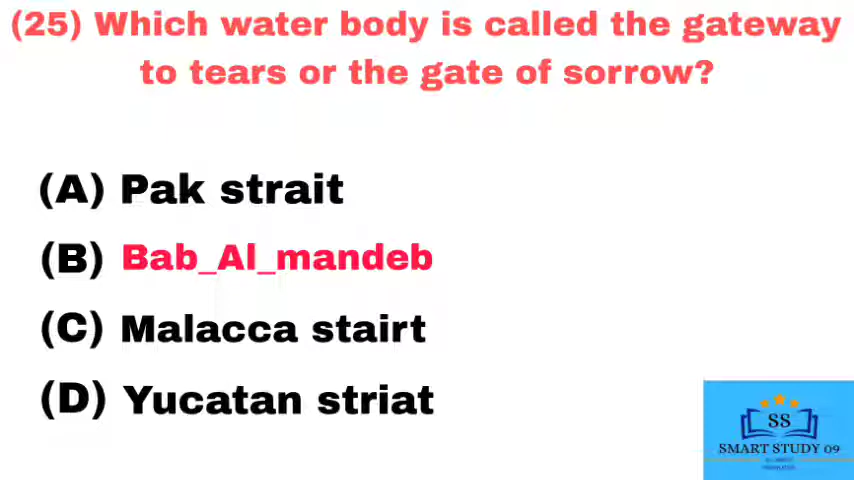 (25) Which water body is called the gateway
to tears or the gate of sorrow?
(A) Pak strait
(B) Bab_Al_mandeb
(C) Malacca stairt
(D) Yucatan striat
SS
SMART STUDY 09